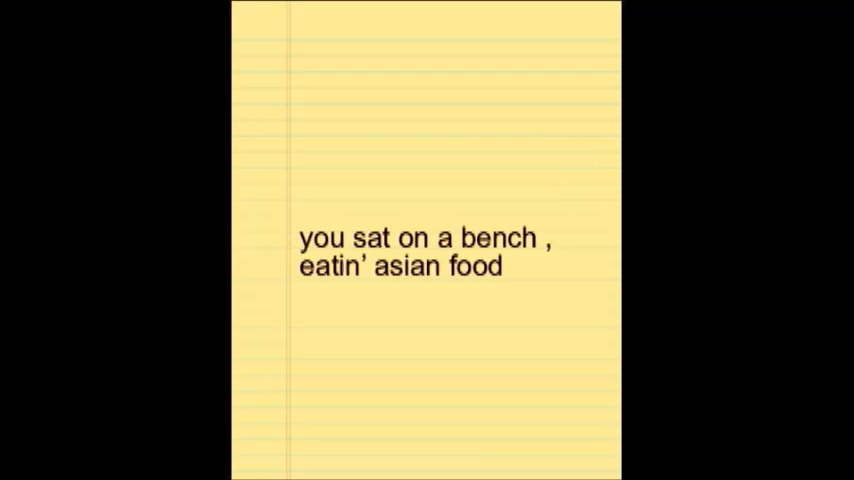 you sat on a bench ,
eatin’ asian food